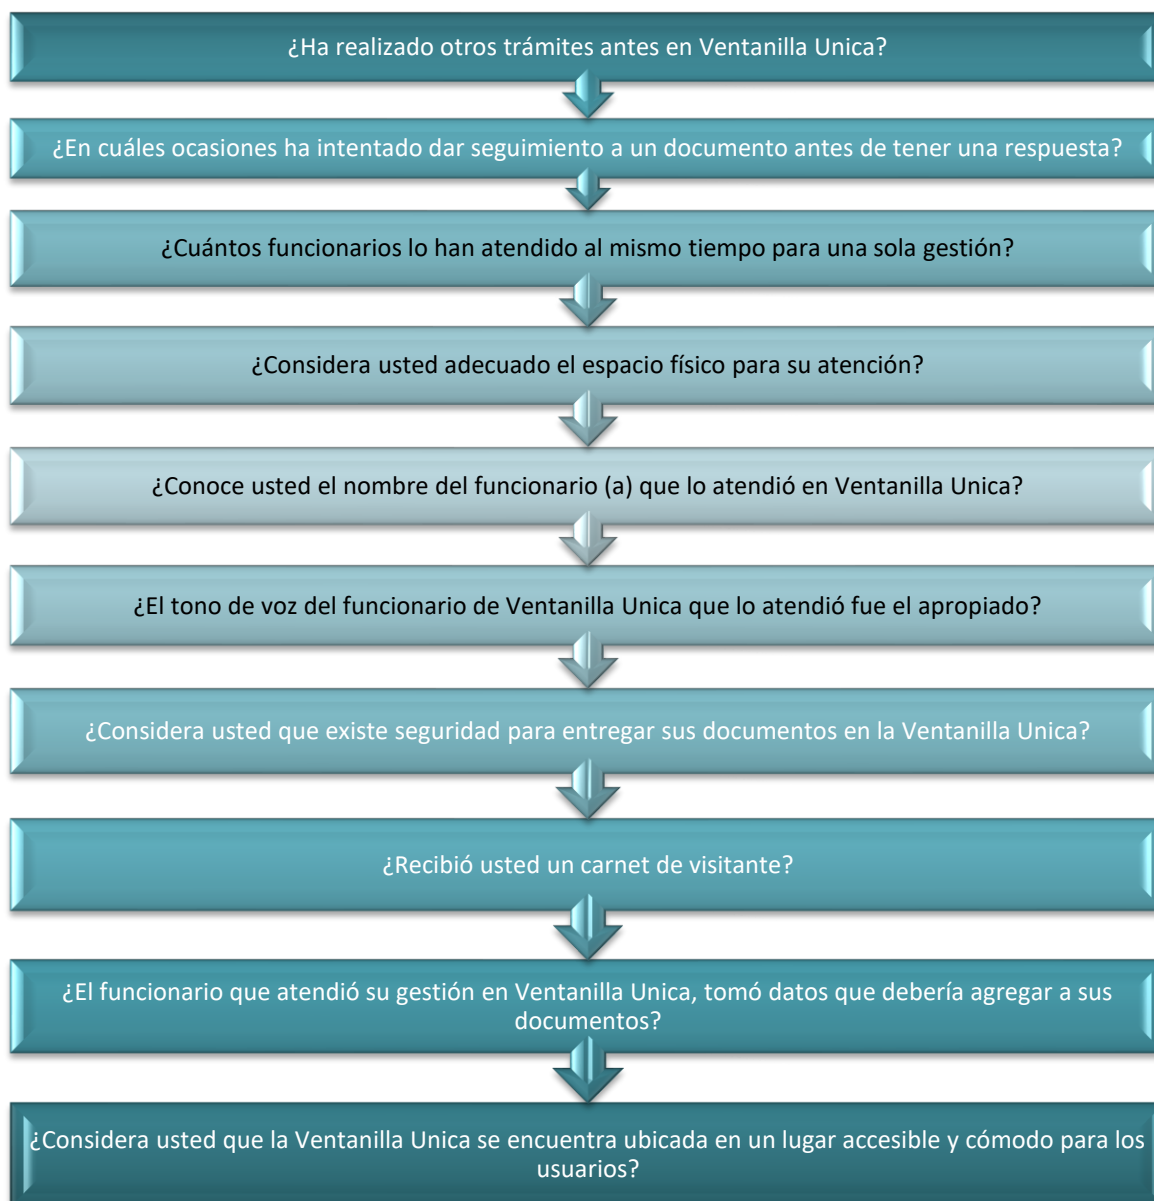 ¿Ha realizado otros trámites antes en Ventanilla Unica?
¿En cuáles ocasiones ha intentado dar seguimiento a un documento antes de tener una respuesta?
¿Cuántos funcionarios lo han atendido al mismo tiempo para una sola gestión?
¿Considera usted adecuado el espacio físico para su atención?
¿Conoce usted el nombre del funcionario (a) que lo atendió en Ventanilla Unica?
¿El tono de voz del funcionario de Ventanilla Unica que lo atendió fue el apropiado?
¿Considera usted que existe seguridad para entregar sus documentos en la Ventanilla Unica?
¿Recibió usted un carnet de visitante?
¿El funcionario que atendió su gestión en Ventanilla Unica, tomó datos que debería agregar a sus
documentos?
¿Considera usted que la Ventanilla Unica se encuentra ubicada en un lugar accesible y cómodo para los
usuarios?